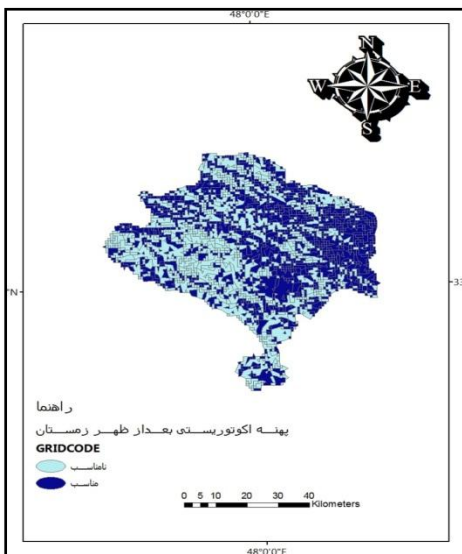 48°0'0"E
N
W E
S
°N
33
راهنما
پهنه اکوتوریستی بعداز ظهر زمستان
GRIDCODE
نامناسب
مناسب
0 5 10 20 30 40
Kilometers
48°0'0"E